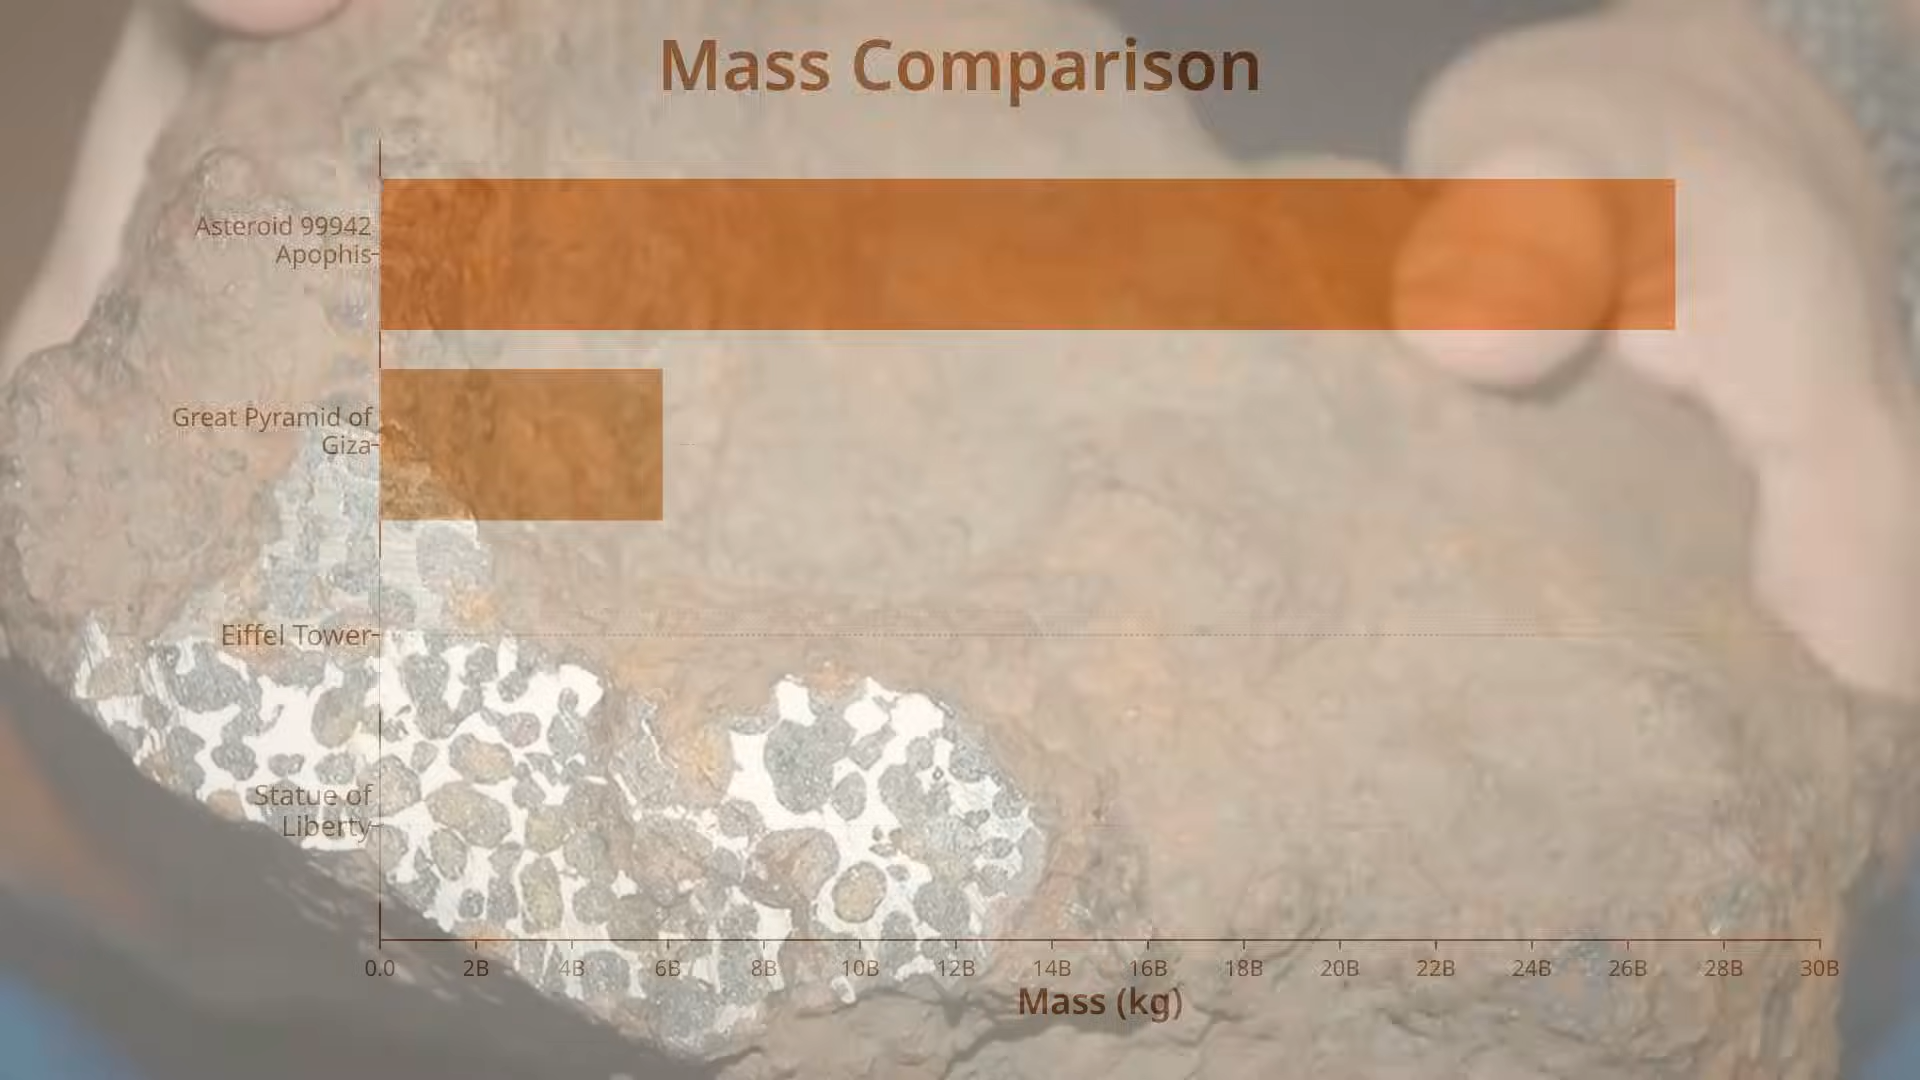 Mass Comparison
Asteroid 99942
Apophis
Great Pyramid of
Giza
Eiffel Tower
Statue of
Liberty
0.0 2B 4B 6B 8B 10B 12B 14B 16B 18B 20B 22B 24B 26B 28B 30B
Mass (kg)